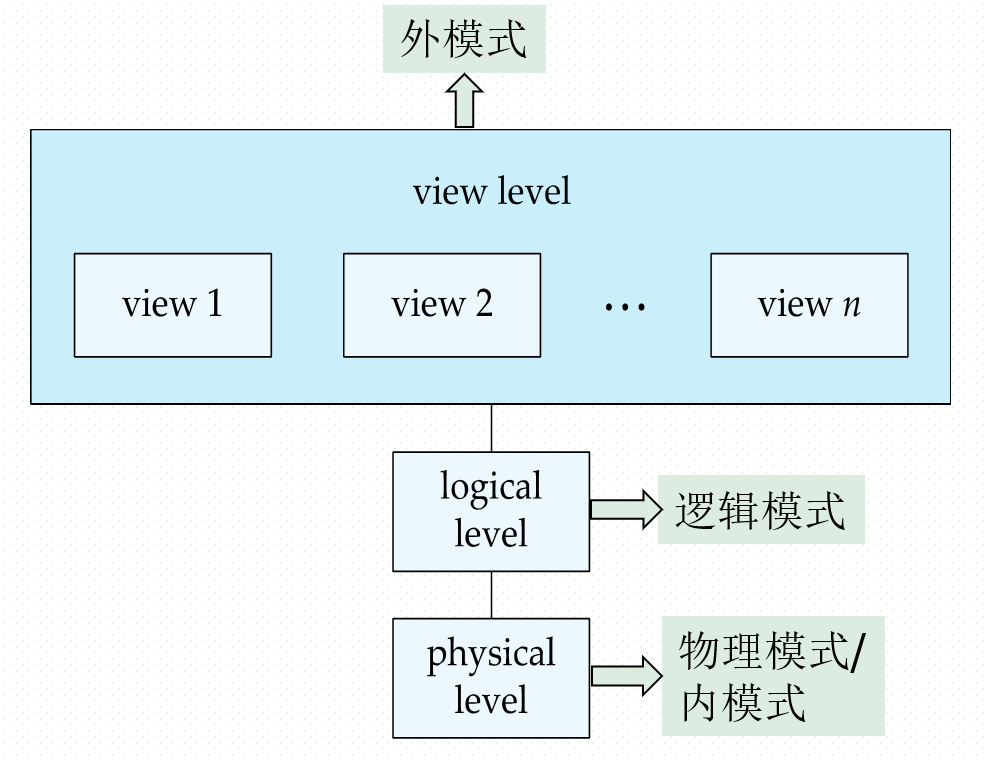 外模式
view level
view 1
view 2
…
view n
logical
level
逻辑模式
physical
level
物理模式/
内模式